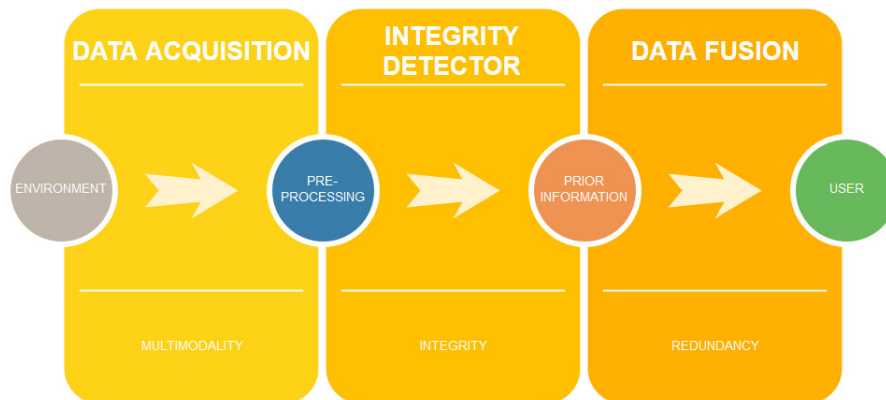 DATA ACQUISITION
INTEGRITY
DETECTOR
DATA FUSION
ENVIRONMENT
PRE-
PROCESSING
PRIOR
INFORMATION
USER
MULTIMODALITY
INTEGRITY
REDUNDANCY